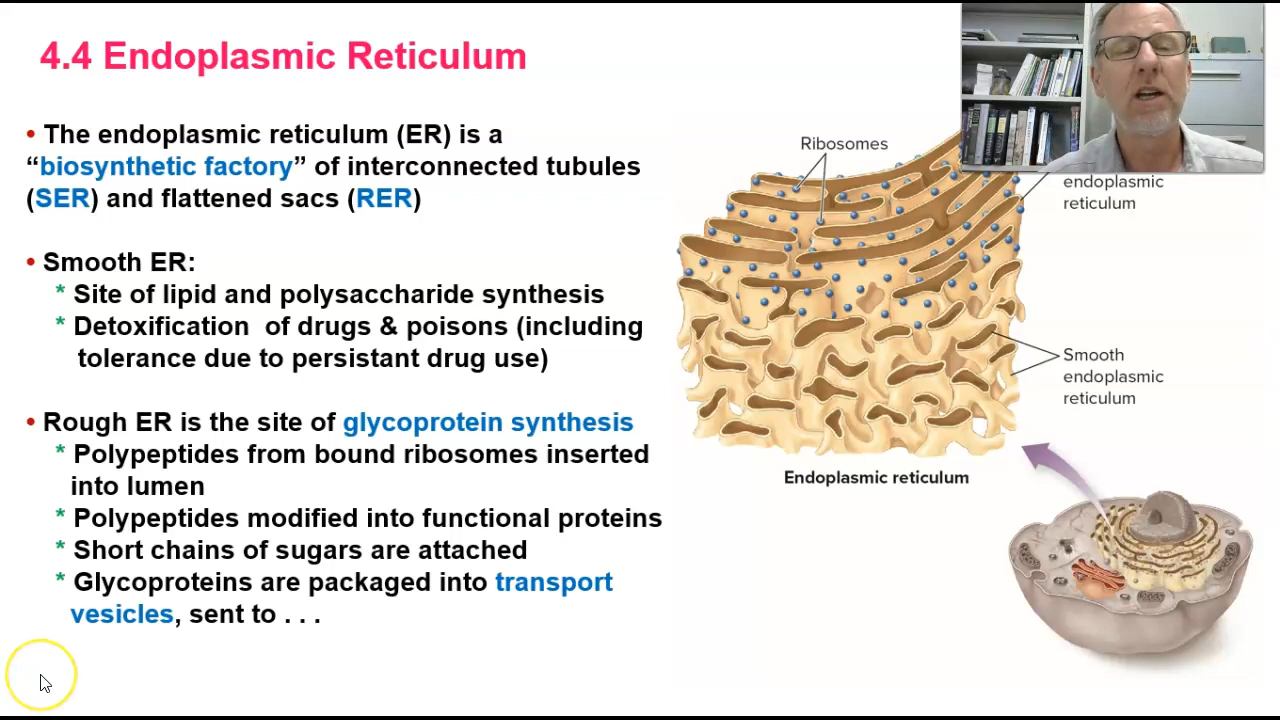 4.4 Endoplasmic Reticulum
• The endoplasmic reticulum (ER) is a
“biosynthetic factory” of interconnected tubules
(SER) and flattened sacs (RER)
• Smooth ER:
* Site of lipid and polysaccharide synthesis
* Detoxification of drugs & poisons (including
tolerance due to persistant drug use)
• Rough ER is the site of glycoprotein synthesis
* Polypeptides from bound ribosomes inserted
into lumen
* Polypeptides modified into functional proteins
* Short chains of sugars are attached
* Glycoproteins are packaged into transport
vesicles, sent to . . .
Ribosomes
endoplasmic
reticulum
Smooth
endoplasmic
reticulum
Endoplasmic reticulum